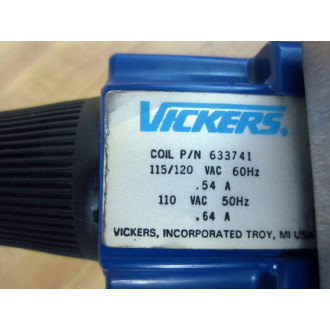 VICKERS®
COIL P/N 633741
115/120 VAC 60Hz
.54 A
110 VAC 50Hz
.64 A
VICKERS, INCORPORATED TROY, MI USA